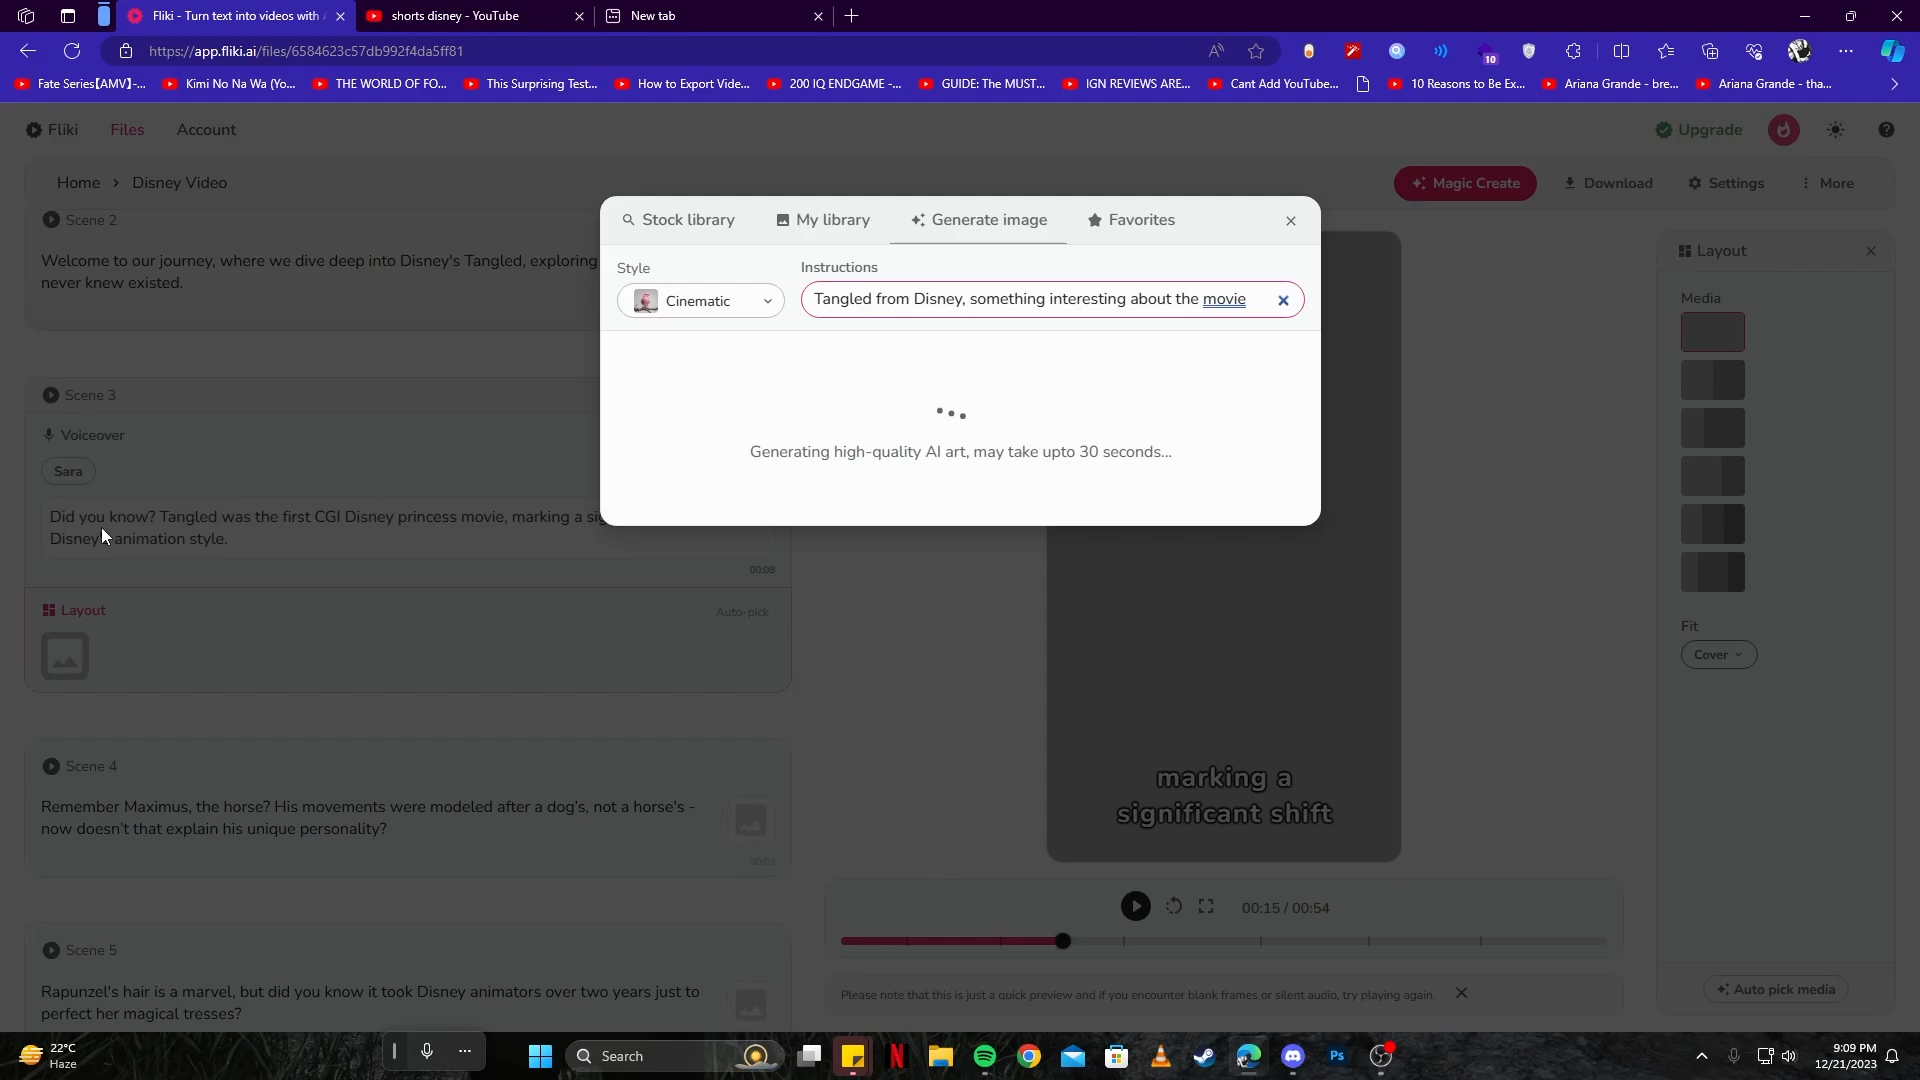 Fliki - Turn text into videos with
shorts disney - YouTube
New tab
https://app.fliki.ai/files/6584623c57db992f4da5ff81
10
Fate Series[AMV]-...
Kimi No Na Wa (Yo...
THE WORLD OF FO...
This Surprising Test...
How to Export Vide...
200 IQ ENDGAME -...
GUIDE: The MUST...
IGN REVIEWS ARE...
Cant Add YouTube...
10 Reasons to Be Ex...
Ariana Grande - bre...
Ariana Grande - tha...
Fliki
Files
Account
Upgrade
Home > Disney Video
Magic Create
Download
Settings
More
Scene 2
Welcome to our journey, where we dive deep into Disney's Tangled, exploring
never knew existed.
Scene 3
Voiceover
Sara
Did you know? Tangled was the first CGI Disney princess movie, marking a
Disney animation style.
00:08
Layout
Auto-pick
Scene 4
Remember Maximus, the horse? His movements were modeled after a dog's, not a horse's -
now doesn't that explain his unique personality?
00:03
Scene 5
Rapunzel's hair is a marvel, but did you know it took Disney animators over two years just to
perfect her magical tresses?
Stock library
My library
Generate image
Favorites
Style
Cinematic
Instructions
Tangled from Disney, something interesting about the movie
Generating high-quality AI art, may take upto 30 seconds...
marking a
significant shift
00:15 / 00:54
Please note that this is just a quick preview and if you encounter blank frames or silent audio, try playing again.
Layout
Media
Fit
Cover
Auto pick media
22°C
Haze
Search
Ps
9:09 PM
12/21/2023